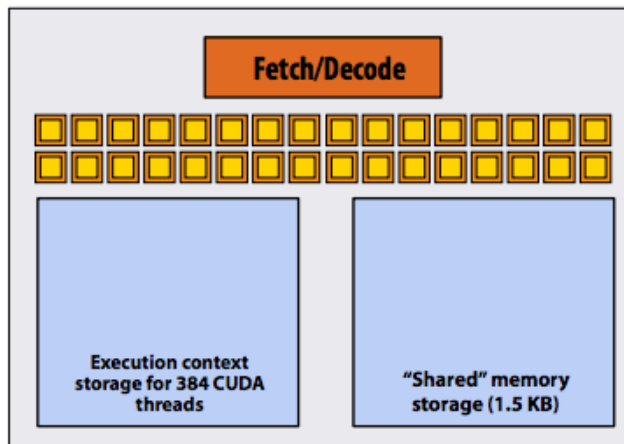 Fetch/Decode
Execution context
storage for 384 CUDA
threads
“Shared” memory
storage (1.5 KB)